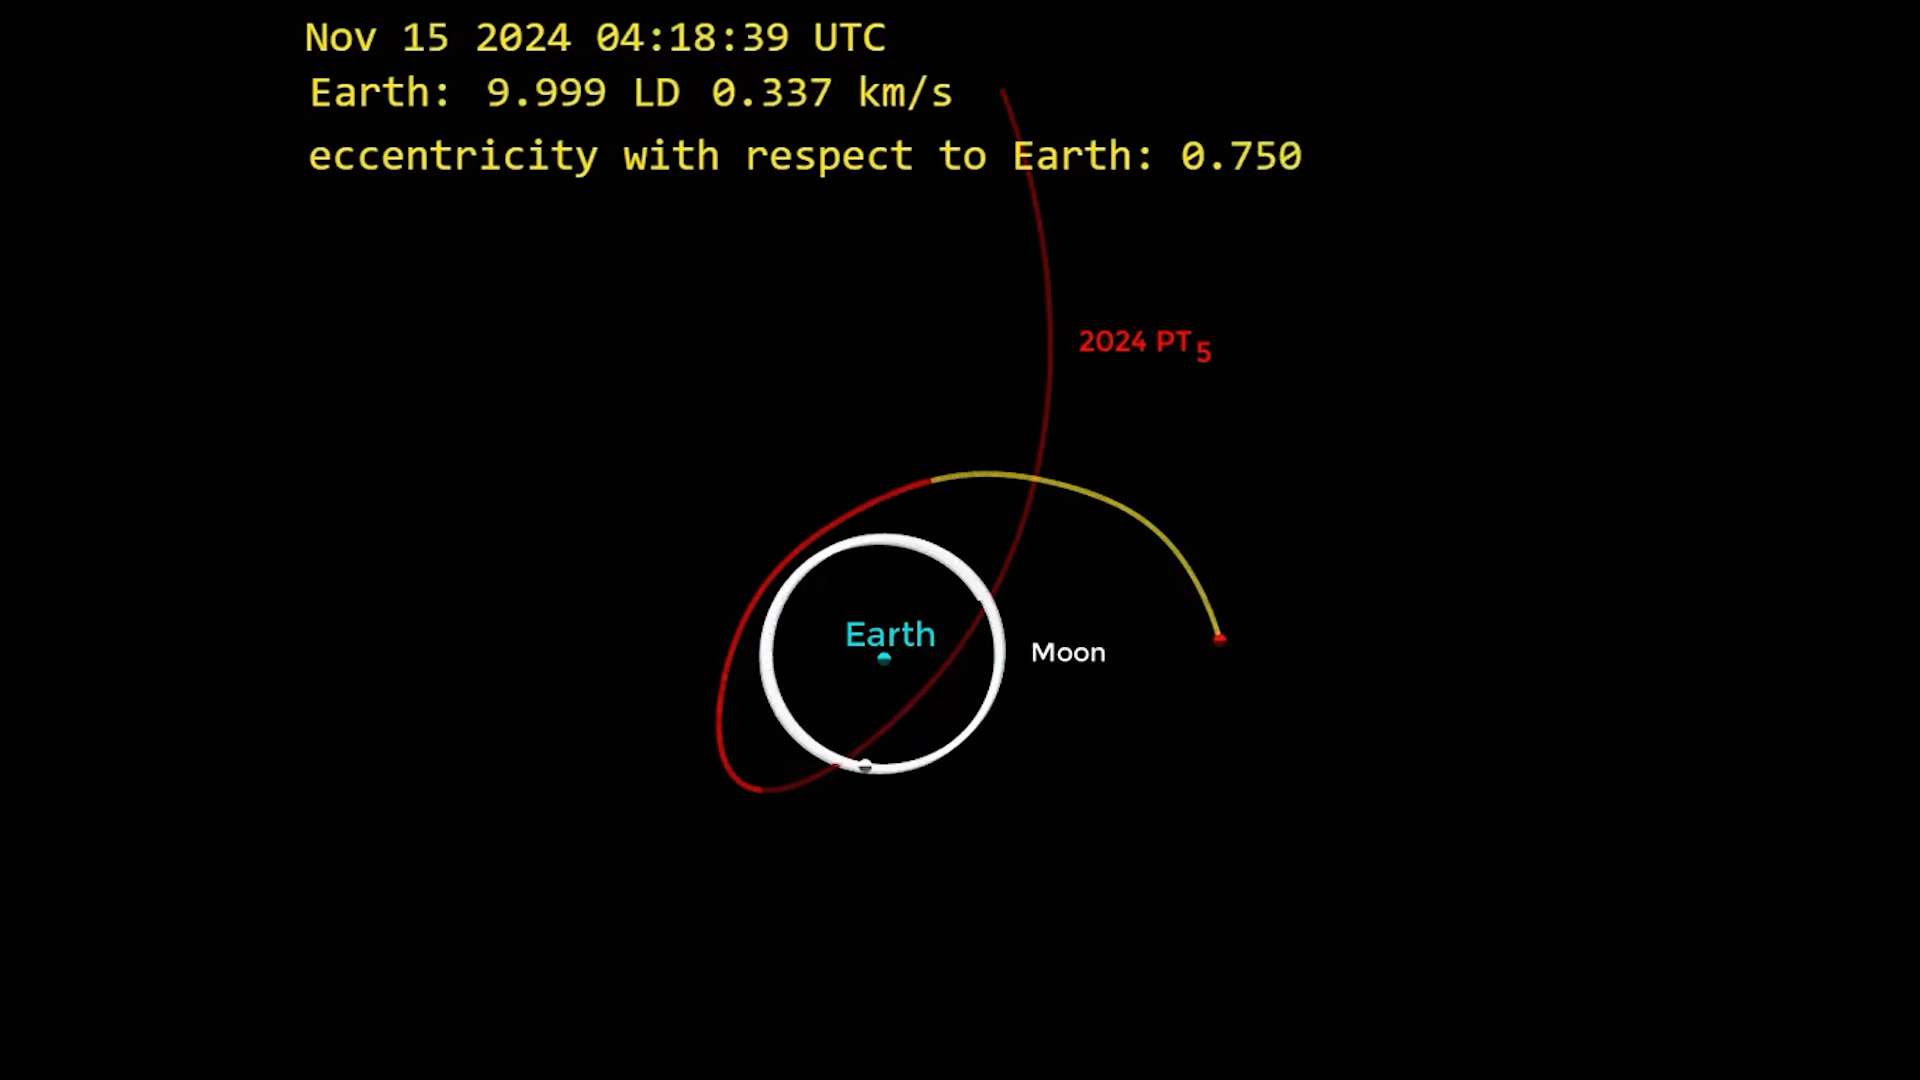 Nov 15 2024 04:18:39 UTC
Earth: 9.999 LD 0.337 km/s
eccentricity with respect to Earth: 0.750
2024 PT5
Earth
Moon